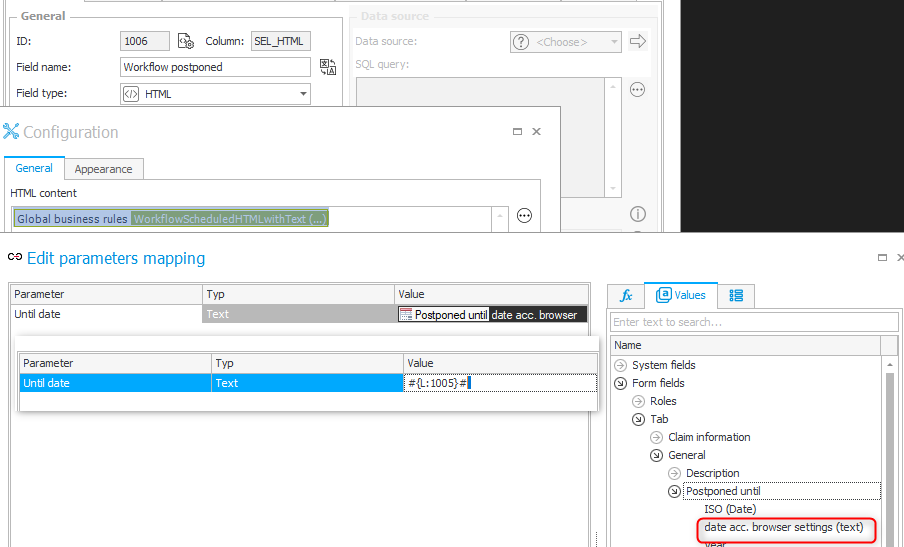 General
Data source
ID:
1006
Column:
SEL_HTML
Data source:
<Choose>
Field name:
Workflow postponed
SQL query:
Field type:
HTML
Configuration
General
Appearance
HTML content
Global business rules WorkflowScheduledHTMLwithText (...)
Edit parameters mapping
Parameter
Typ
Value
Until date
Text
Postponed until date acc. browser
Parameter
Typ
Value
Until date
Text
#{L:1005}#
fx
Values
Enter text to search...
Name
System fields
Form fields
Roles
Tab
Claim information
General
Description
Postponed until
ISO (Date)
date acc. browser settings (text)
Year